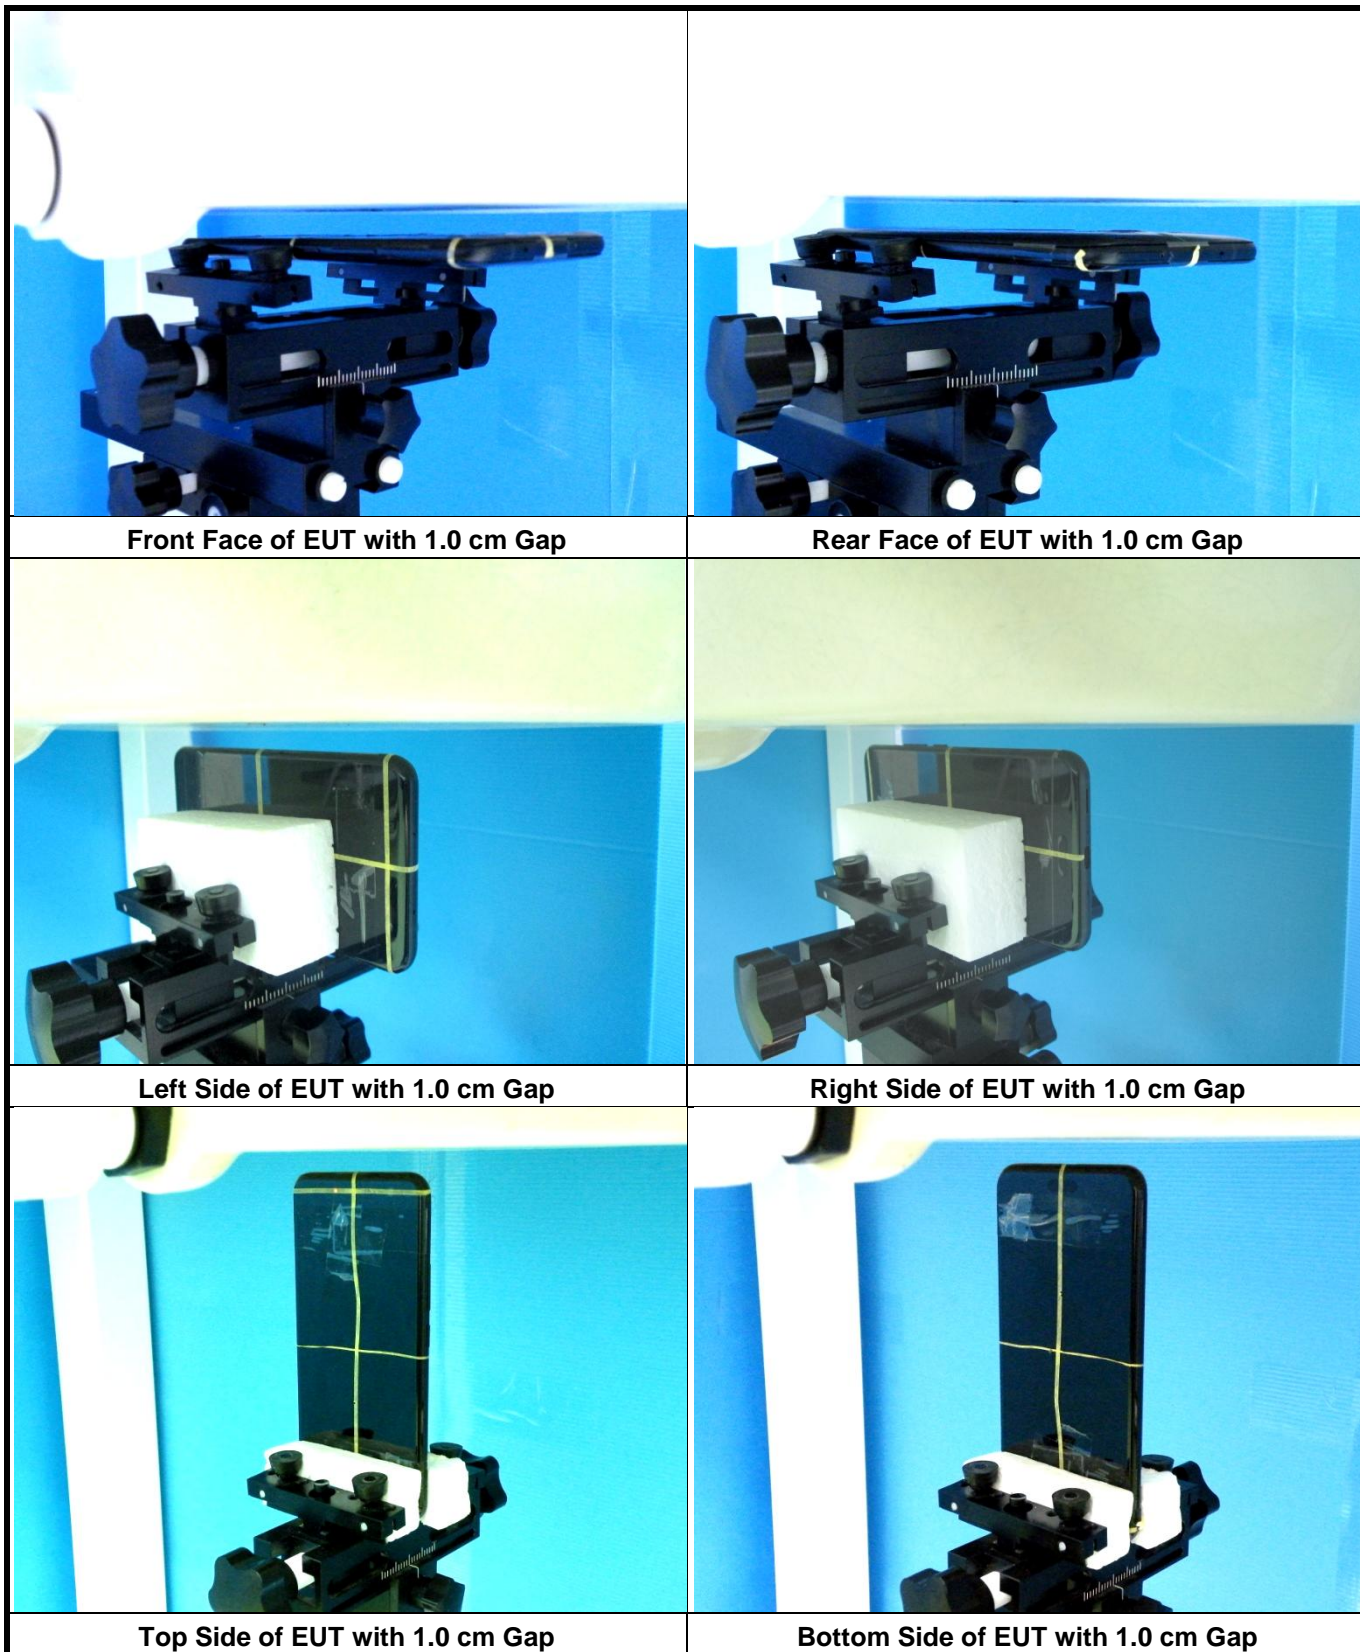 Front Face of EUT with 1.0 cm Gap
Rear Face of EUT with 1.0 cm Gap
Left Side of EUT with 1.0 cm Gap
Right Side of EUT with 1.0 cm Gap
Top Side of EUT with 1.0 cm Gap
Bottom Side of EUT with 1.0 cm Gap